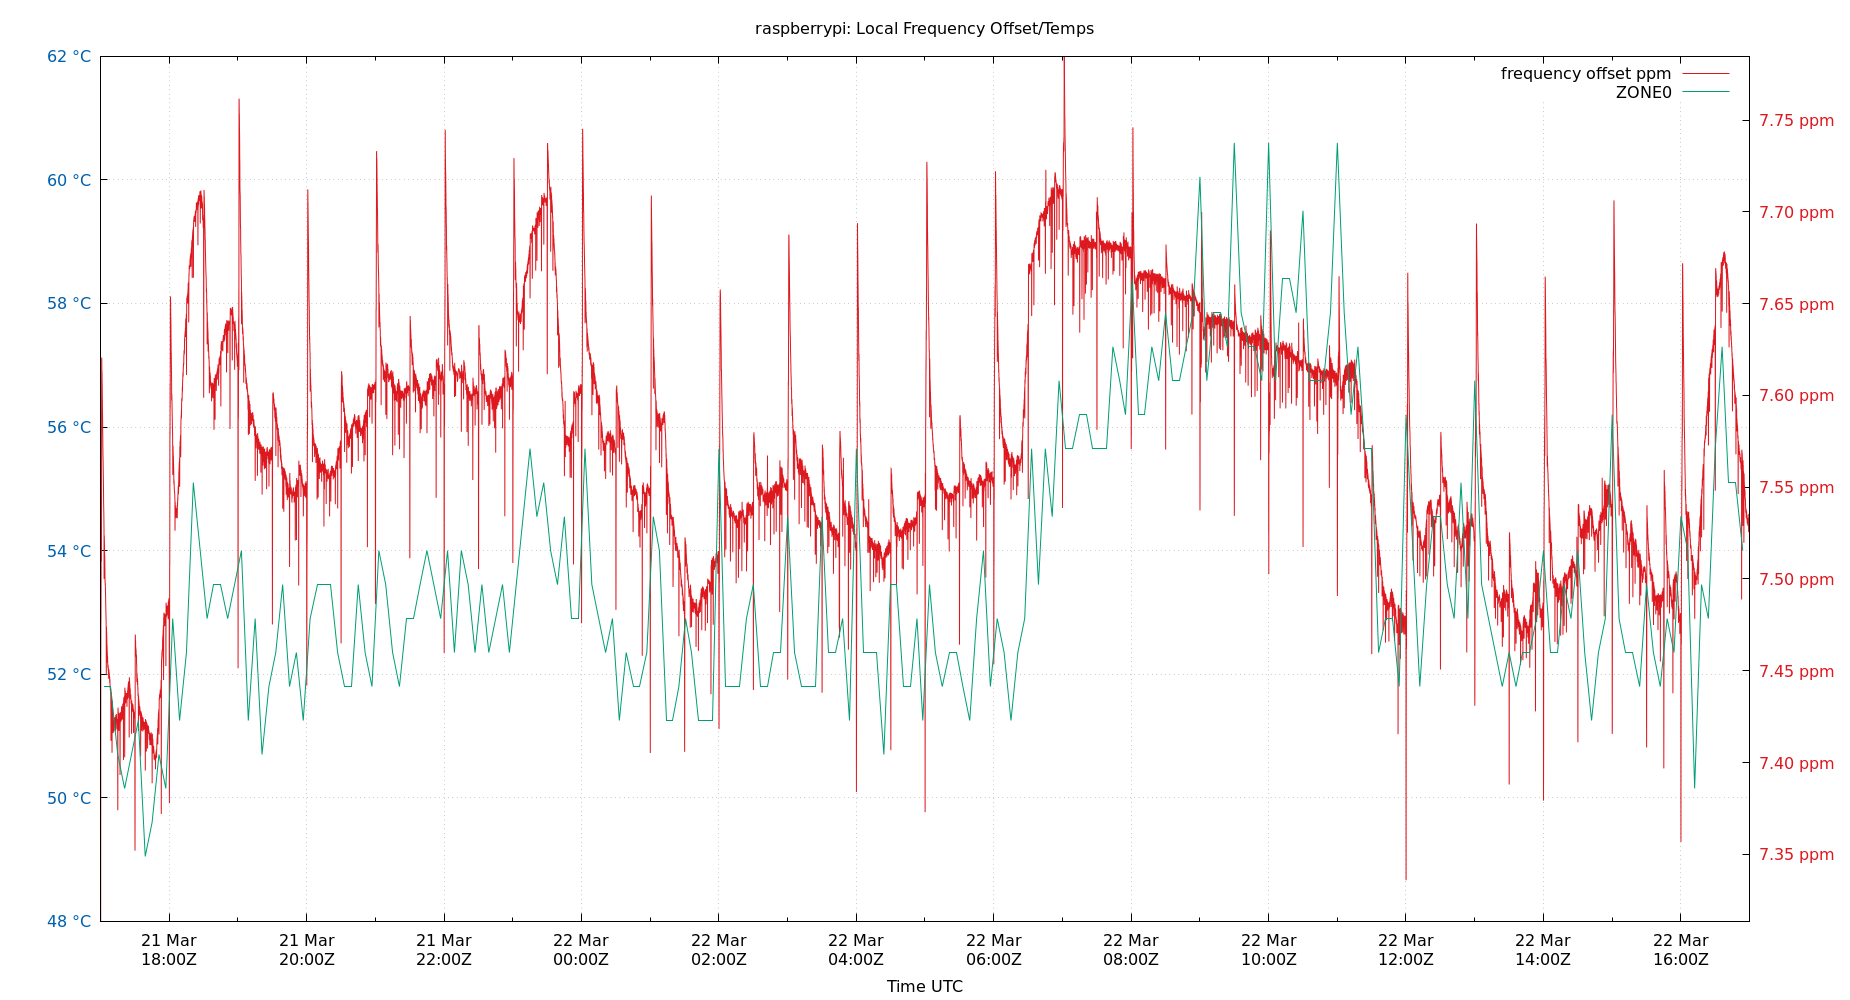 raspberrypi: Local Frequency Offset/Temps
frequency offset ppm
ZONE0
62 °C
60 °C
58 °C
56 °C
54 °C
52 °C
50 °C
48 °C
7.75 ppm
7.70 ppm
7.65 ppm
7.60 ppm
7.55 ppm
7.50 ppm
7.45 ppm
7.40 ppm
7.35 ppm
21 Mar 21 Mar 21 Mar 22 Mar 22 Mar 22 Mar 22 Mar 22 Mar 22 Mar 22 Mar 22 Mar 22 Mar
18:00Z 20:00Z 22:00Z 00:00Z 02:00Z 04:00Z 06:00Z 08:00Z 10:00Z 12:00Z 14:00Z 16:00Z
Time UTC